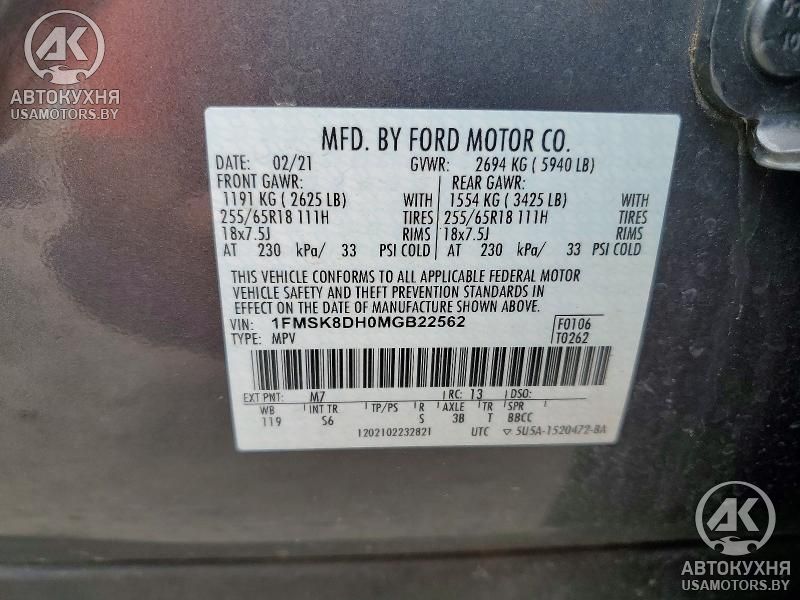 AK
АВТОКУХНЯ
USAMOTORS.BY
MFD. BY FORD MOTOR CO.
DATE: 02/21 GVWR: 2694 KG ( 5940 LB)
FRONT GAWR: REAR GAWR:
1191 KG ( 2625 LB) WITH 1554 KG ( 3425 LB) WITH
255/65R18 111H TIRES 255/65R18 111H TIRES
18x7.5J RIMS 18x7.5J RIMS
AT 230 kPa/ 33 PSI COLD AT 230 kPa/ 33 PSI COLD
THIS VEHICLE CONFORMS TO ALL APPLICABLE FEDERAL MOTOR
VEHICLE SAFETY AND THEFT PREVENTION STANDARDS IN
EFFECT ON THE DATE OF MANUFACTURE SHOWN ABOVE.
VIN: 1FMSK8DH0MGB22562 F0106
TYPE: MPV T0262
EXT PNT: M7 RC: 13 DSO:
WB INT TR TP/PS R AXLE TR SPR
119 S6 S 3B T BBCC
1202102232821 UTC ▽ 5U5A-1520472-BA
AK
АВТОКУХНЯ
USAMOTORS.BY